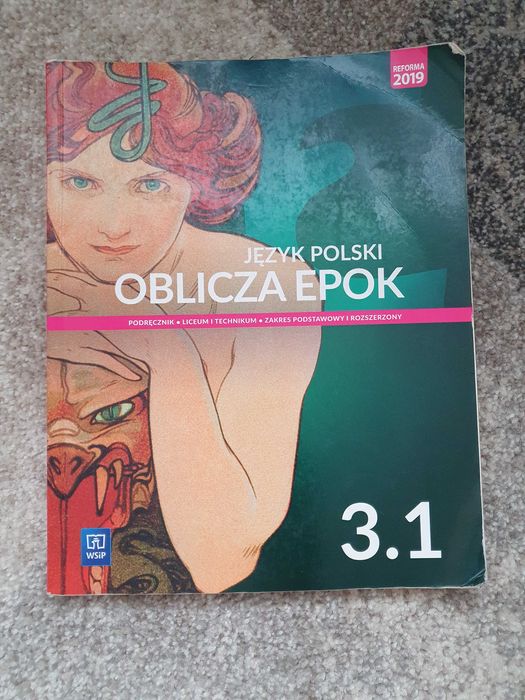 REFORMA
2019
JĘZYK POLSKI
OBLICZA EPOK
PODRĘCZNIK • LICEUM I TECHNIKUM • ZAKRES PODSTAWOWY I ROZSZERZONY
3.1
WSiP